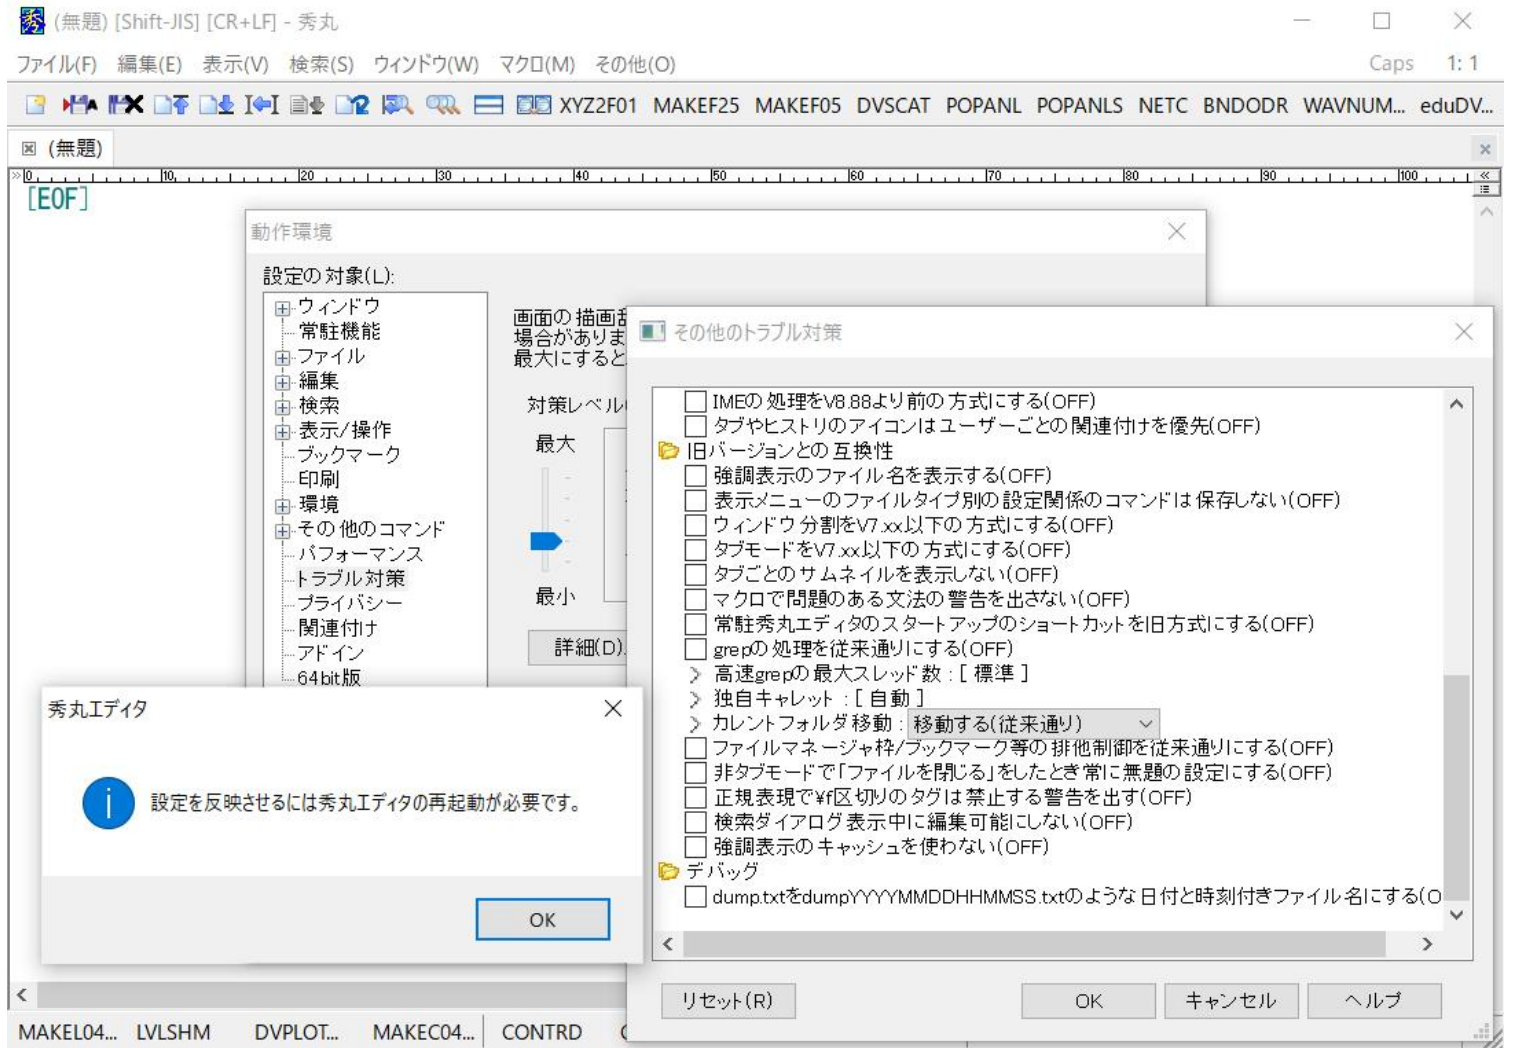 (無題) [Shift-JIS] [CR+LF] - 秀丸
ファイル(F) 編集(E) 表示(V) 検索(S) ウィンドウ(W) マクロ(M) その他(O) Caps 1: 1
XYZ2F01 MAKEF25 MAKEF05 DVSCAT POPANL POPANLS NETC BNDODR WAVNUM... eduDV...
(無題)
0 10 20 30 40 50 60 70 80 90 100
[EOF]
動作環境
設定の対象(L):
ウィンドウ
常駐機能
ファイル
編集
検索
表示/操作
ブックマーク
印刷
環境
その他のコマンド
パフォーマンス
トラブル対策
プライバシー
関連付け
アドイン
64bit版
画面の描画
場合がありま
最大にすると
対策レベル
最大
最小
詳細(D)
その他のトラブル対策
IMEの処理をV8.88より前の方式にする(OFF)
タブやヒストリのアイコンはユーザーごとの関連付けを優先(OFF)
旧バージョンとの互換性
強調表示のファイル名を表示する(OFF)
表示メニューのファイルタイプ別の設定関係のコマンドは保存しない(OFF)
ウィンドウ分割をV7.xx以下の方式にする(OFF)
タブモードをV7.xx以下の方式にする(OFF)
タブごとのサムネイルを表示しない(OFF)
マクロで問題のある文法の警告を出さない(OFF)
常駐秀丸エディタのスタートアップのショートカットを旧方式にする(OFF)
grepの処理を従来通りにする(OFF)
高速grepの最大スレッド数:[ 標準 ]
独自キャレット:[ 自動 ]
カレントフォルダ移動: 移動する(従来通り)
ファイルマネージャ枠/ブックマーク等の排他制御を従来通りにする(OFF)
非タブモードで「ファイルを閉じる」をしたとき常に無題の設定にする(OFF)
正規表現で¥f区切りのタグは禁止する警告を出す(OFF)
検索ダイアログ表示中に編集可能にしない(OFF)
強調表示のキャッシュを使わない(OFF)
デバッグ
dump.txtをdumpYYYYMMDDHHMMSS.txtのような日付と時刻付きファイル名にする(O
リセット(R) OK キャンセル ヘルプ
秀丸エディタ
設定を反映させるには秀丸エディタの再起動が必要です。
OK
MAKEL04... LVLSHM DVPLOT... MAKEC04... CONTRD